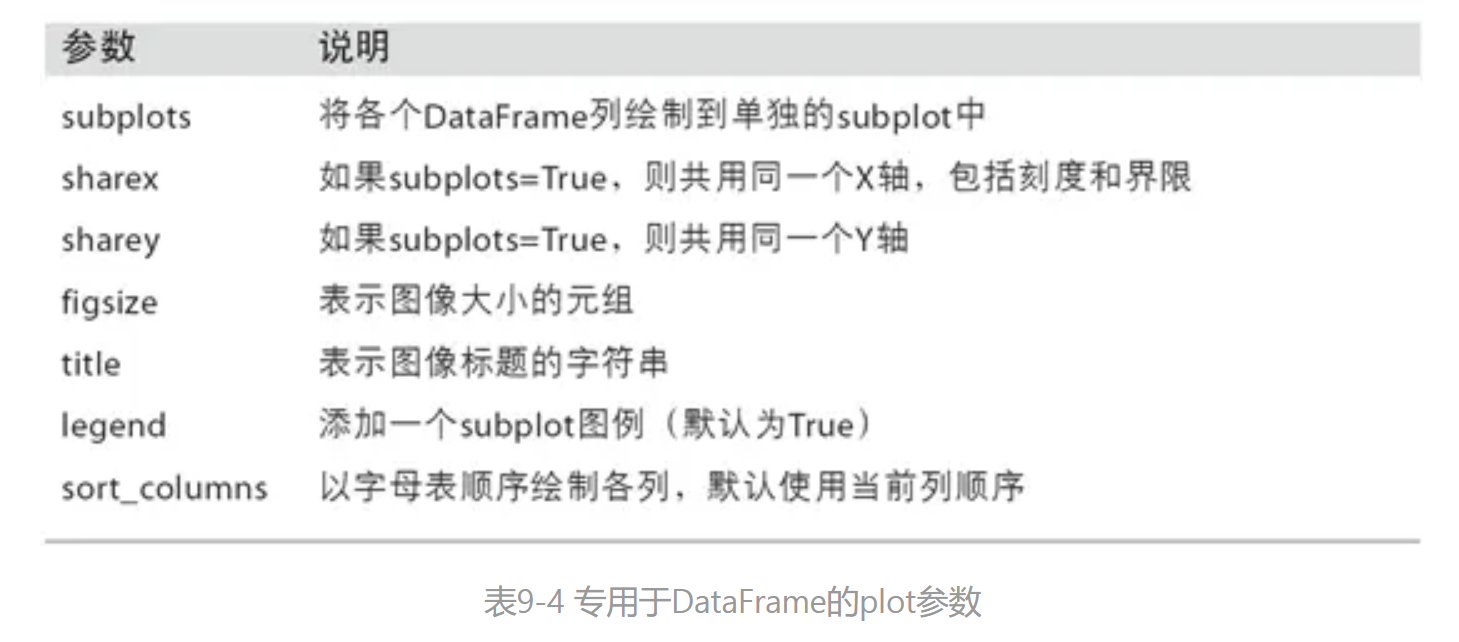 参数 说明
subplots 将各个DataFrame列绘制到单独的subplot中
sharex 如果subplots=True，则共用同一个X轴，包括刻度和界限
sharey 如果subplots=True，则共用同一个Y轴
figsize 表示图像大小的元组
title 表示图像标题的字符串
legend 添加一个subplot图例（默认为True）
sort_columns 以字母表顺序绘制各列，默认使用当前列顺序
表9-4 专用于DataFrame的plot参数